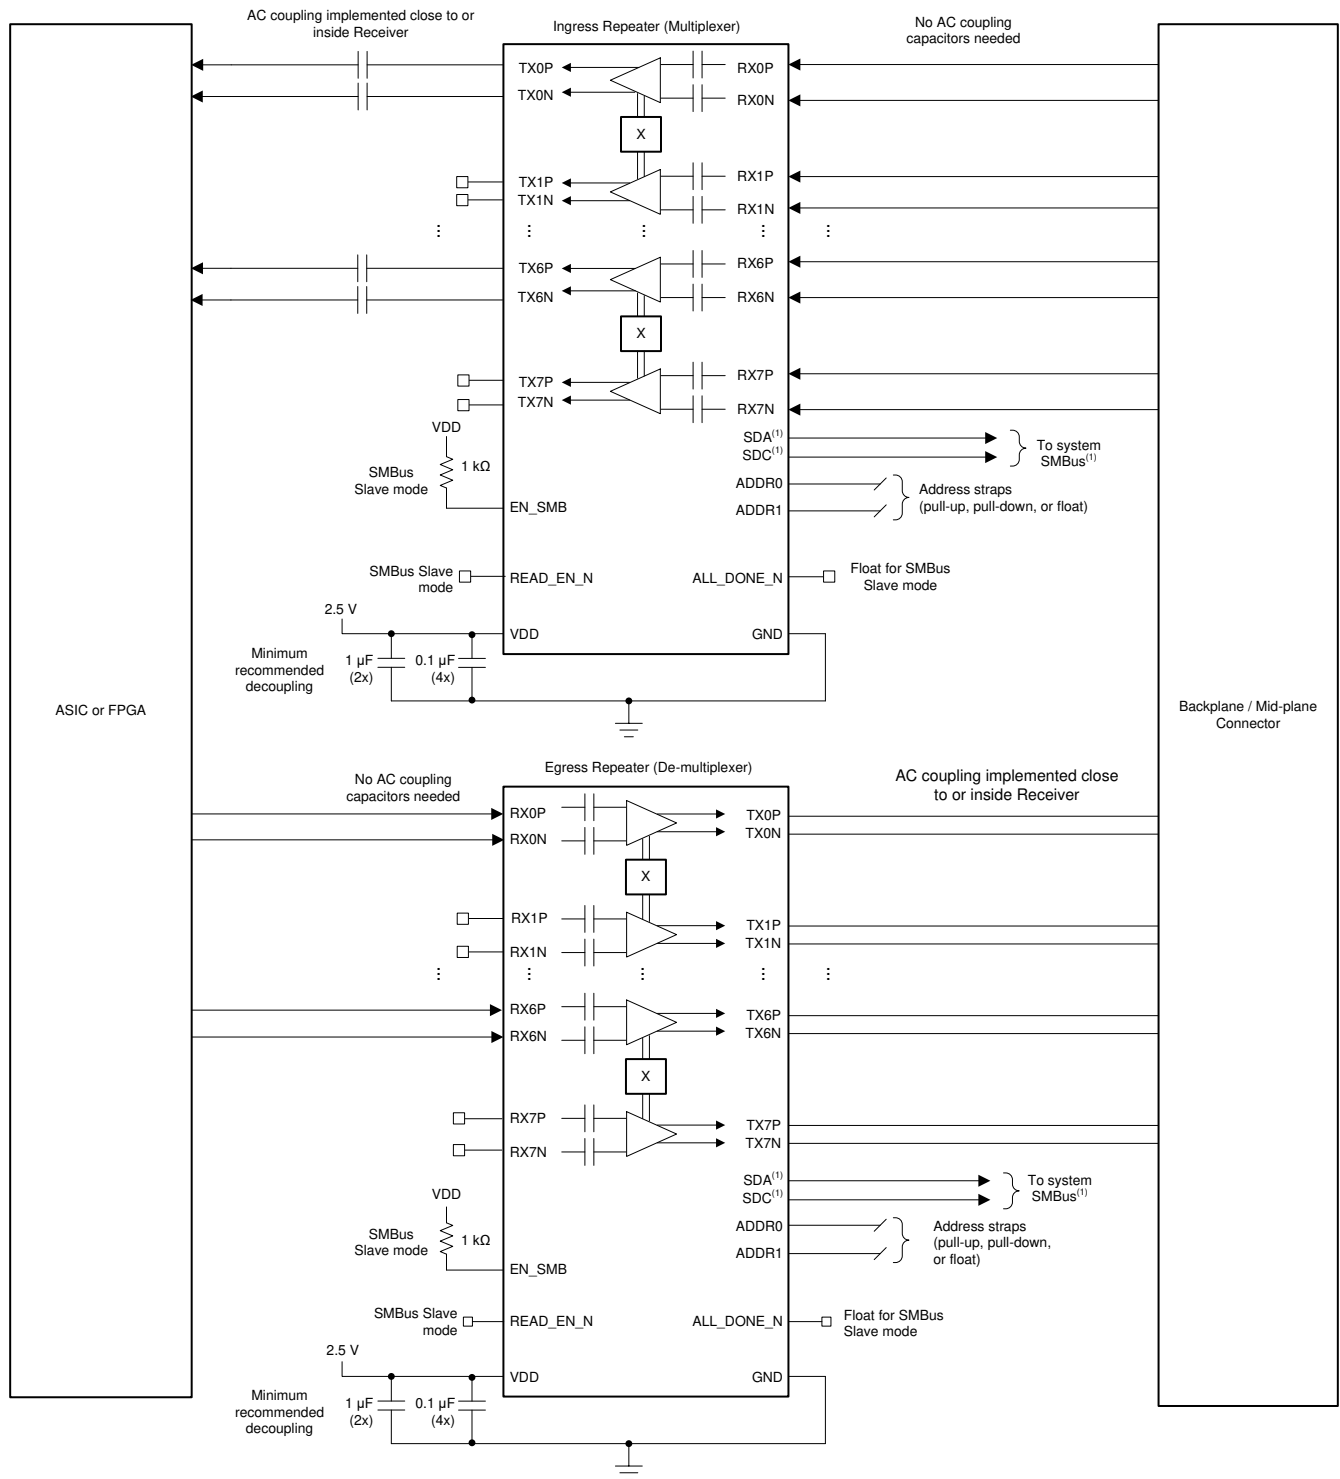 AC coupling implemented close to or
inside Receiver
Ingress Repeater (Multiplexer)
No AC coupling
capacitors needed
TX0P
RX0P
TX0N
RX0N
X
TX1P
RX1P
TX1N
RX1N
⋮ ⋮ ⋮ ⋮ ⋮
TX6P
RX6P
TX6N
RX6N
X
TX7P
RX7P
TX7N
RX7N
VDD
1 kΩ
SMBus
Slave mode
EN_SMB
SDA(1)
SDC(1)
To system
SMBus(1)
ADDR0
ADDR1
Address straps
(pull-up, pull-down, or float)
SMBus Slave
mode
READ_EN_N
ALL_DONE_N
Float for SMBus
Slave mode
2.5 V
VDD
GND
Minimum
recommended
decoupling
1 µF
(2x)
0.1 µF
(4x)
ASIC or FPGA
Backplane / Mid-plane
Connector
Egress Repeater (De-multiplexer)
No AC coupling
capacitors needed
AC coupling implemented close
to or inside Receiver
RX0P
TX0P
RX0N
TX0N
X
RX1P
TX1P
RX1N
TX1N
⋮ ⋮ ⋮ ⋮ ⋮
RX6P
TX6P
RX6N
TX6N
X
RX7P
TX7P
RX7N
TX7N
VDD
1 kΩ
SMBus
Slave mode
EN_SMB
SDA(1)
SDC(1)
To system
SMBus(1)
ADDR0
ADDR1
Address straps
(pull-up, pull-down,
or float)
SMBus Slave
mode
READ_EN_N
ALL_DONE_N
Float for SMBus
Slave mode
2.5 V
VDD
GND
Minimum
recommended
decoupling
1 µF
(2x)
0.1 µF
(4x)